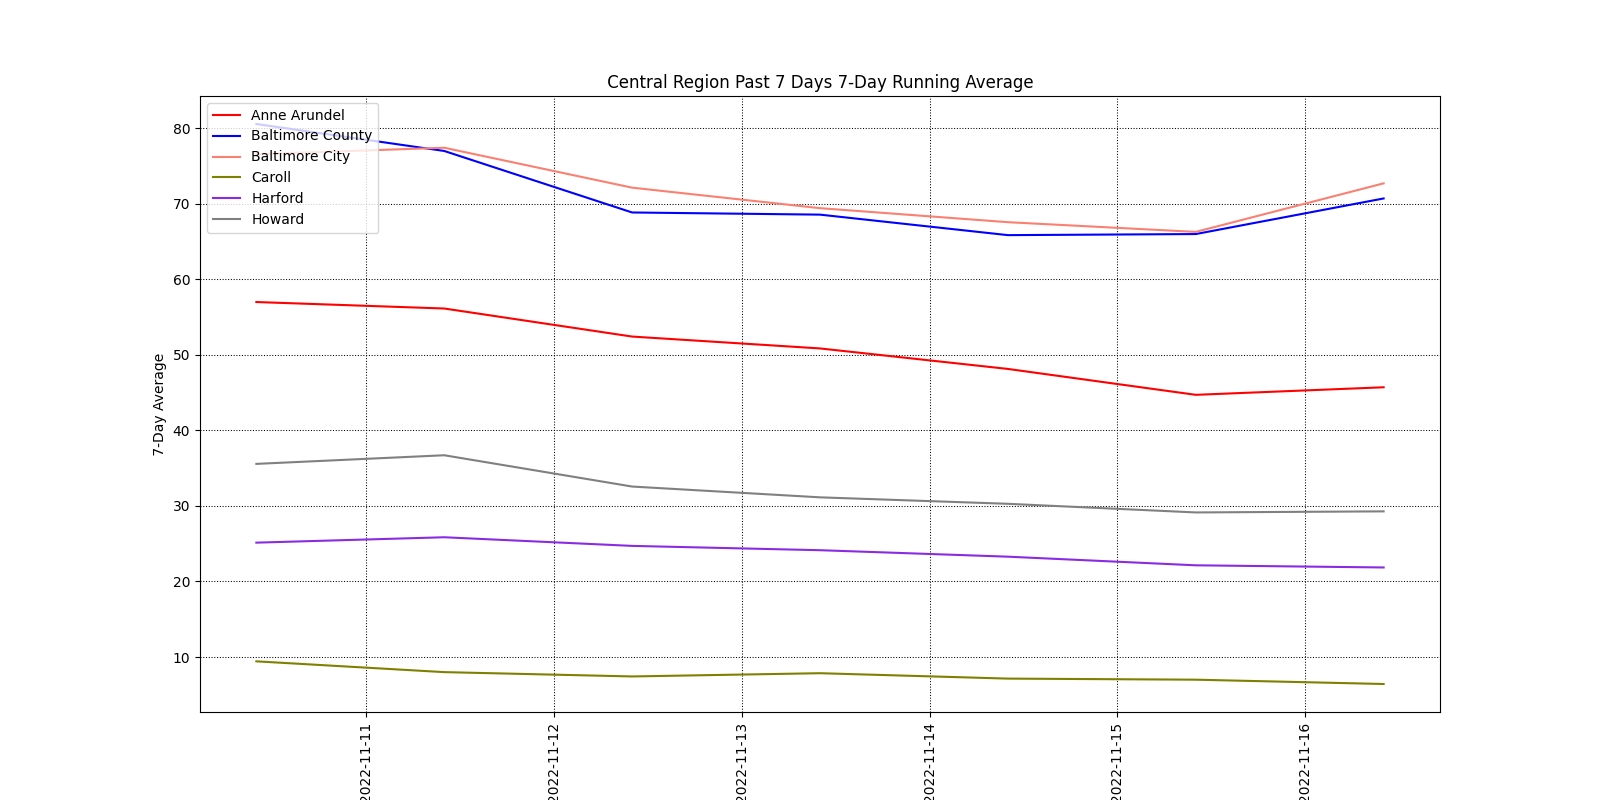 Central Region Past 7 Days 7-Day Running Average
Anne Arundel
Baltimore County
Baltimore City
Caroll
Harford
Howard
7-Day Average
80
70
60
50
40
30
20
10
2022-11-11
2022-11-12
2022-11-13
2022-11-14
2022-11-15
2022-11-16